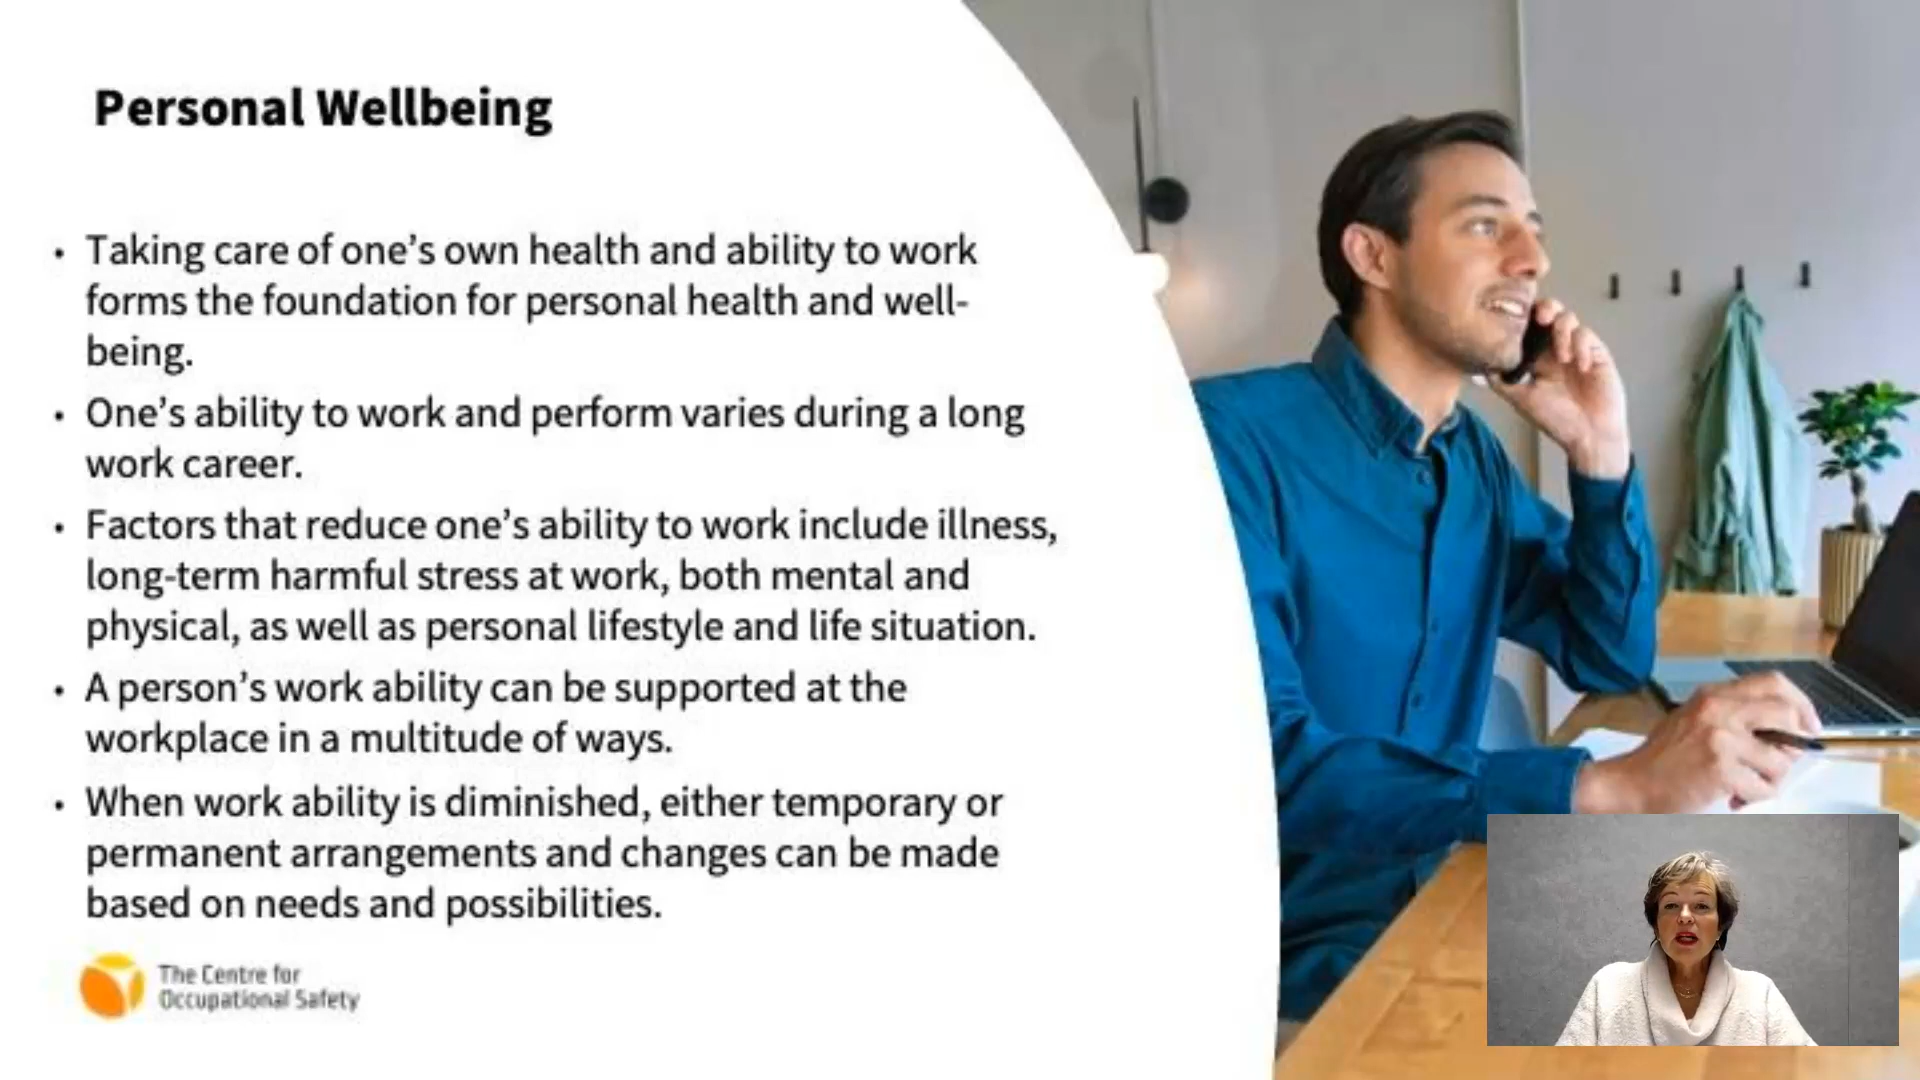 Personal Wellbeing
• Taking care of one’s own health and ability to work
forms the foundation for personal health and well-
being.
• One’s ability to work and perform varies during a long
work career.
• Factors that reduce one’s ability to work include illness,
long-term harmful stress at work, both mental and
physical, as well as personal lifestyle and life situation.
• A person’s work ability can be supported at the
workplace in a multitude of ways.
• When work ability is diminished, either temporary or
permanent arrangements and changes can be made
based on needs and possibilities.
The Centre for
Occupational Safety